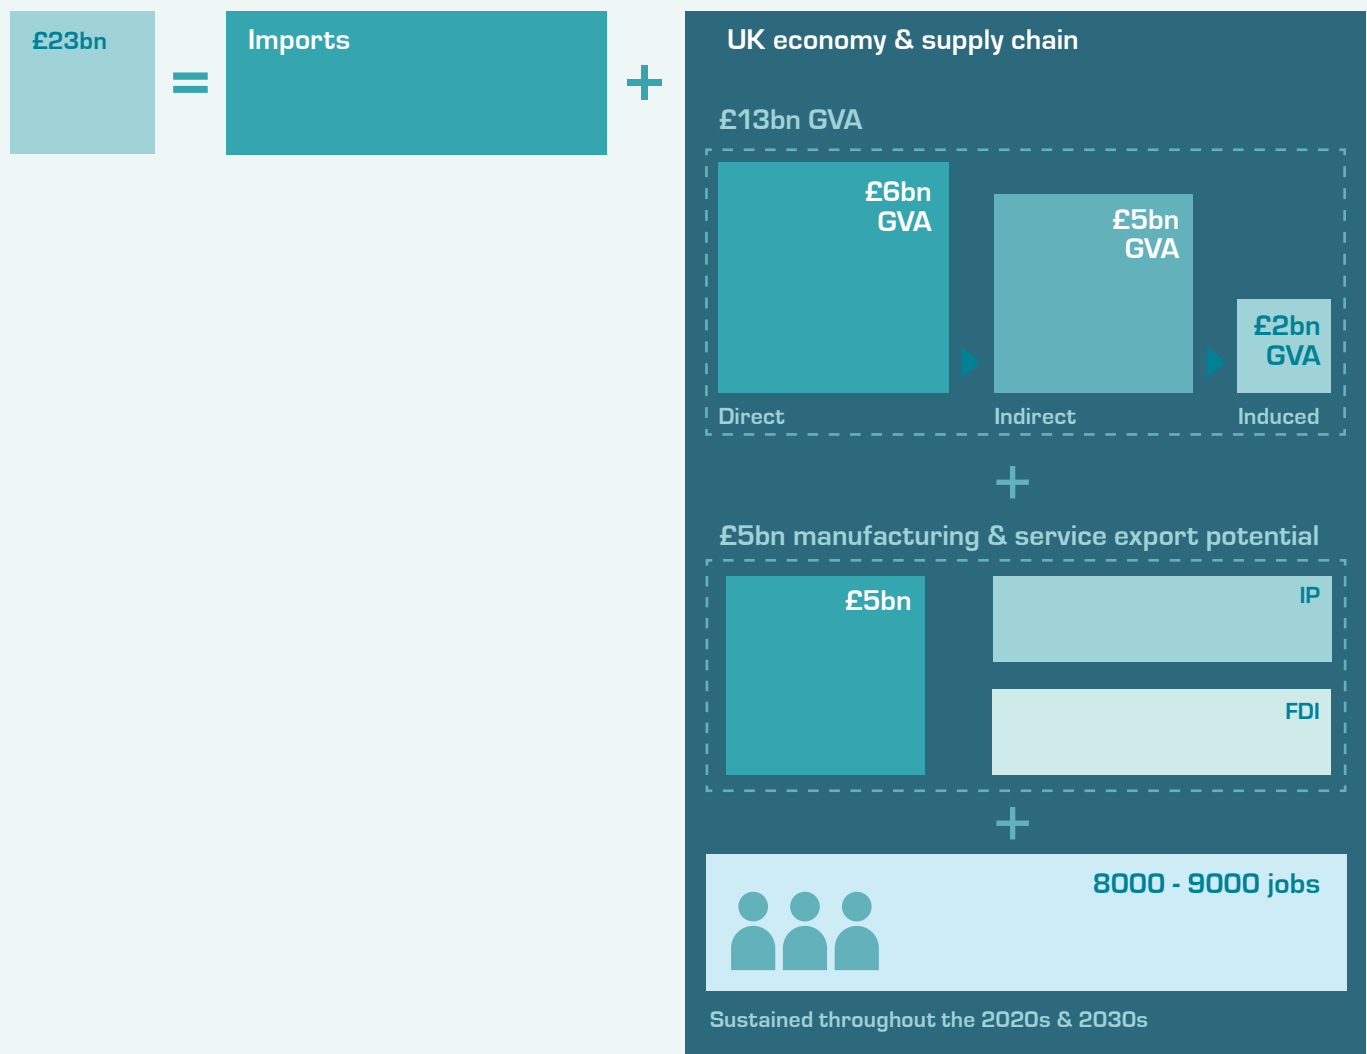 £23bn
=
Imports
+
UK economy & supply chain
£13bn GVA
£6bn
GVA
£5bn
GVA
£2bn
GVA
Direct
Indirect
Induced
+
£5bn manufacturing & service export potential
£5bn
IP
FDI
+
8000 - 9000 jobs
Sustained throughout the 2020s & 2030s